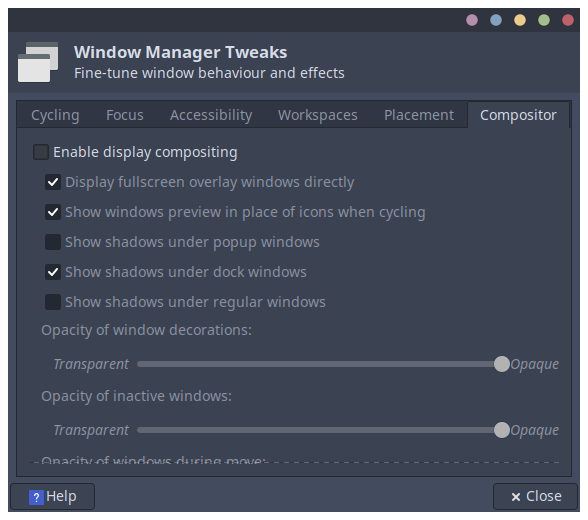 Window Manager Tweaks
Fine-tune window behaviour and effects
Cycling Focus Accessibility Workspaces Placement Compositor
Enable display compositing
Display fullscreen overlay windows directly
Show windows preview in place of icons when cycling
Show shadows under popup windows
Show shadows under dock windows
Show shadows under regular windows
Opacity of window decorations:
Transparent Opaque
Opacity of inactive windows:
Transparent Opaque
Opacity of windows during move:
? Help Close